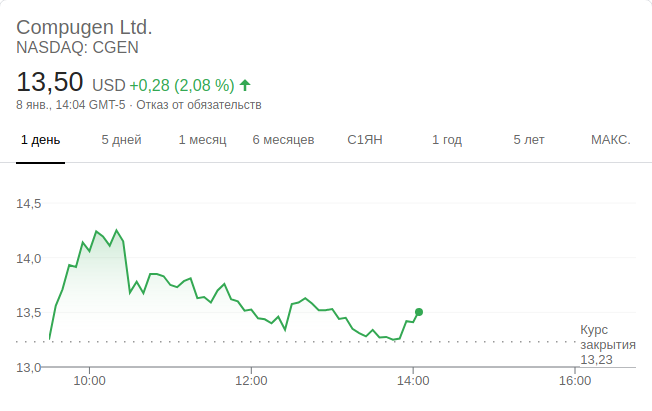 Compugen Ltd.
NASDAQ: CGEN
13,50 USD +0,28 (2,08 %)
8 янв., 14:04 GMT-5 · Отказ от обязательств
1 день 5 дней 1 месяц 6 месяцев С1ЯН 1 год 5 лет МАКС.
14,5
14,0
13,5
Курс
закрытия
13,23
13,0
10:00 12:00 14:00 16:00